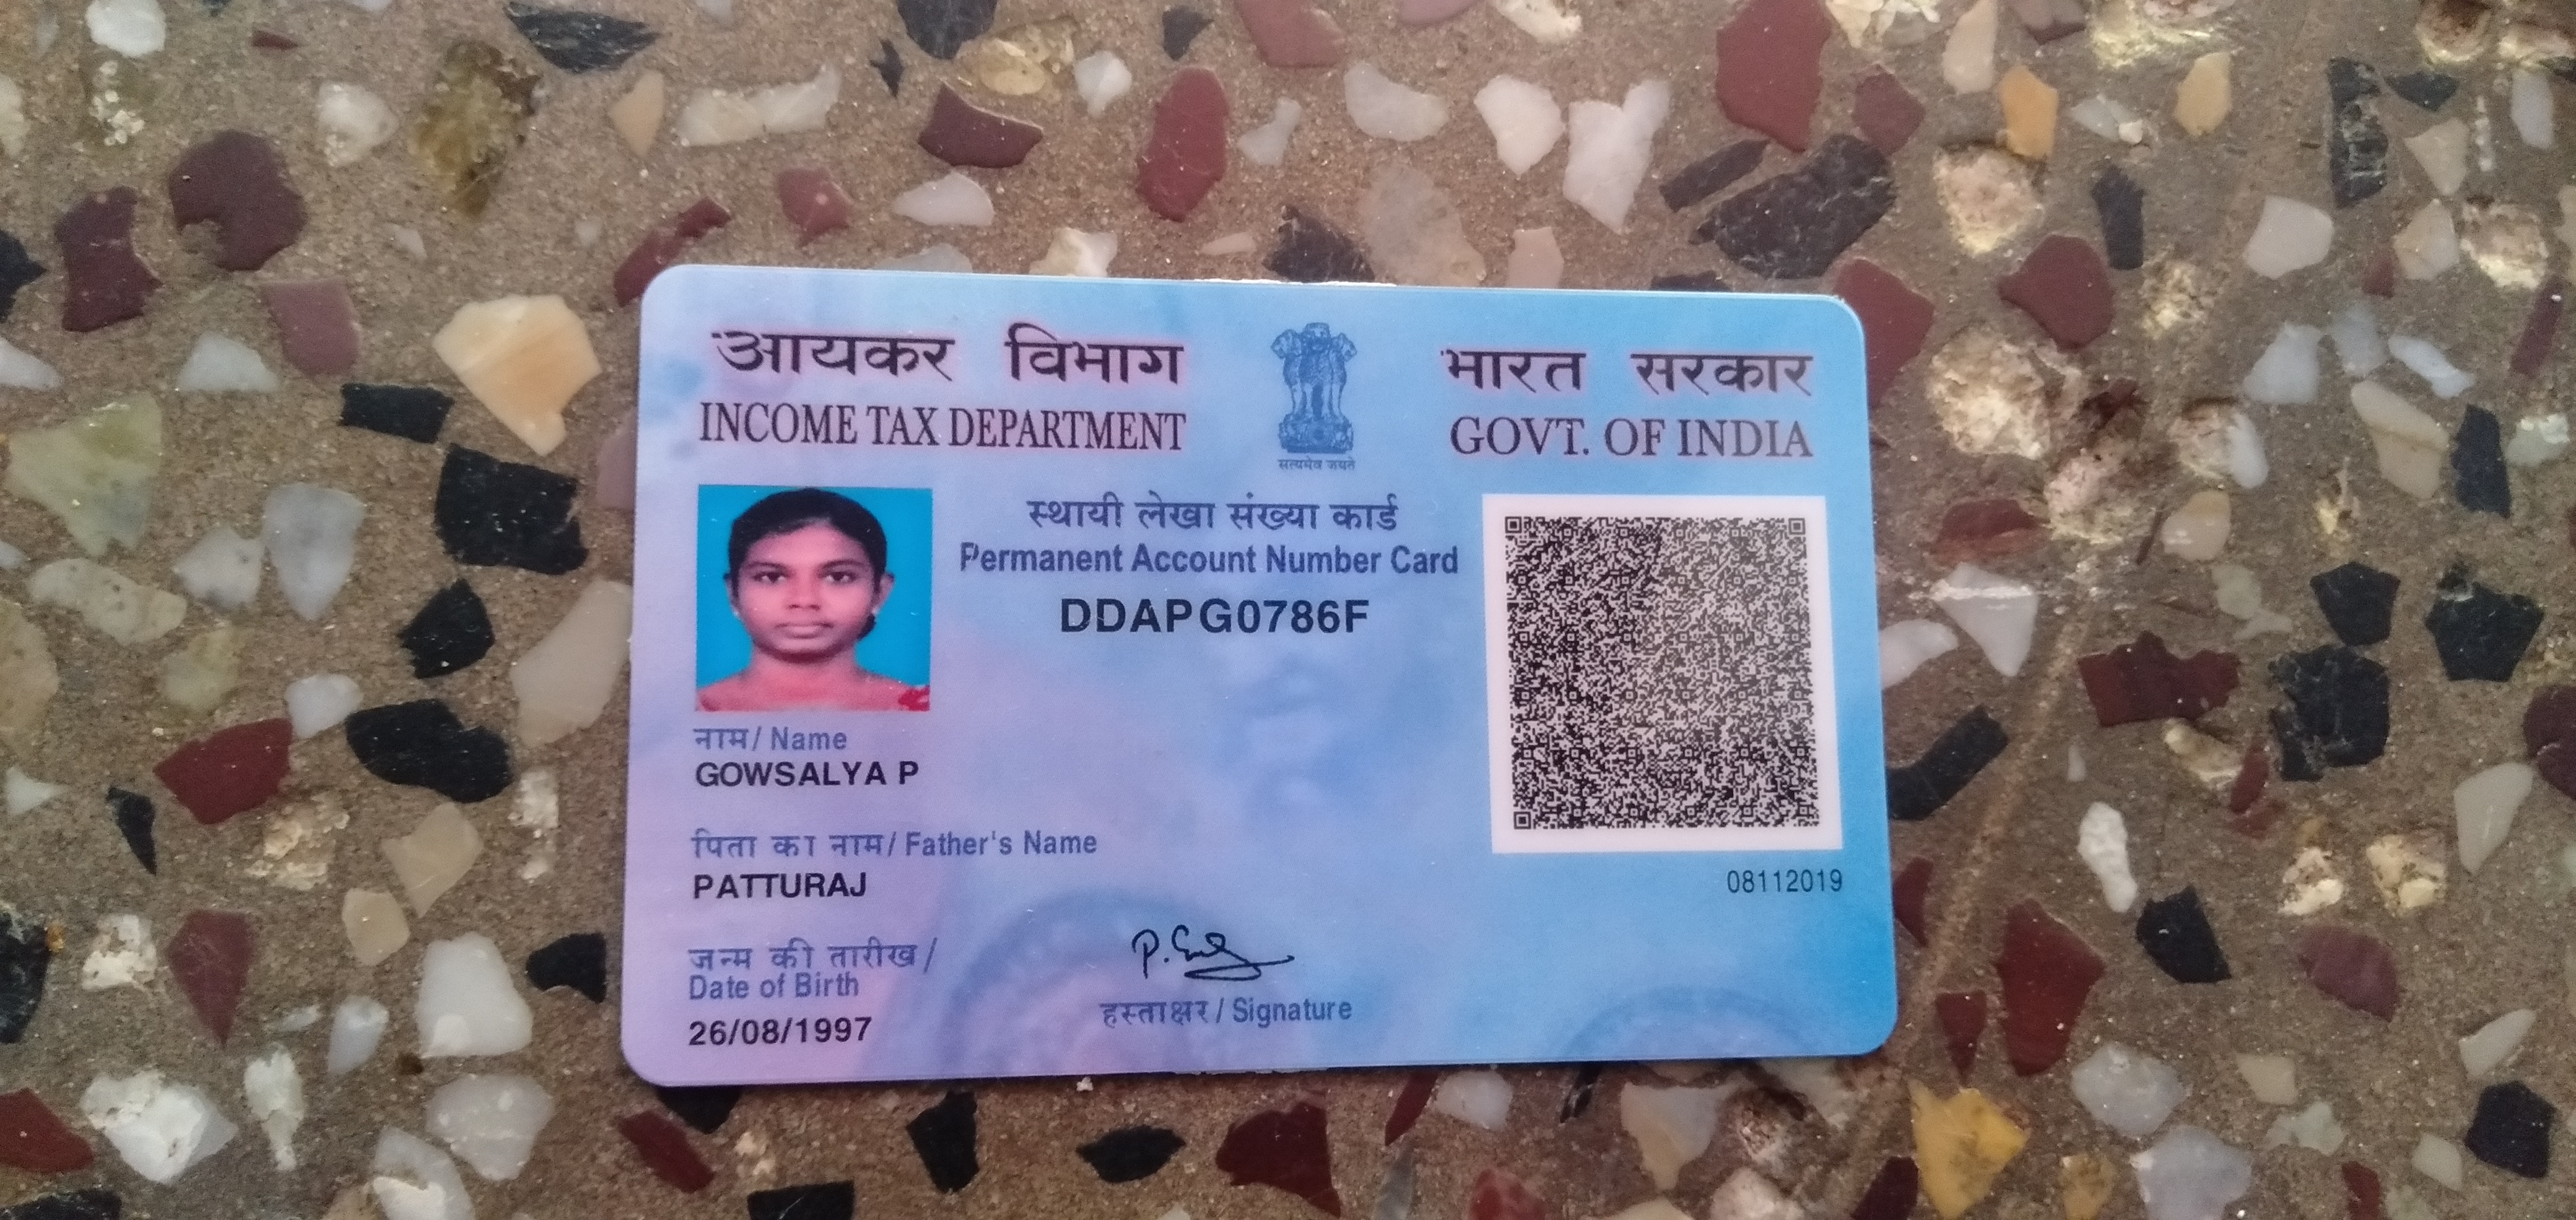 आयकर विभाग
INCOME TAX DEPARTMENT
सत्यमेव जयते
भारत सरकार
GOVT. OF INDIA
स्थायी लेखा संख्या कार्ड
Permanent Account Number Card
DDAPG0786F
नाम/ Name
GOWSALYA P
पिता का नाम/ Father's Name
PATTURAJ
जन्म की तारीख/
Date of Birth
26/08/1997
हस्ताक्षर/ Signature
08112019